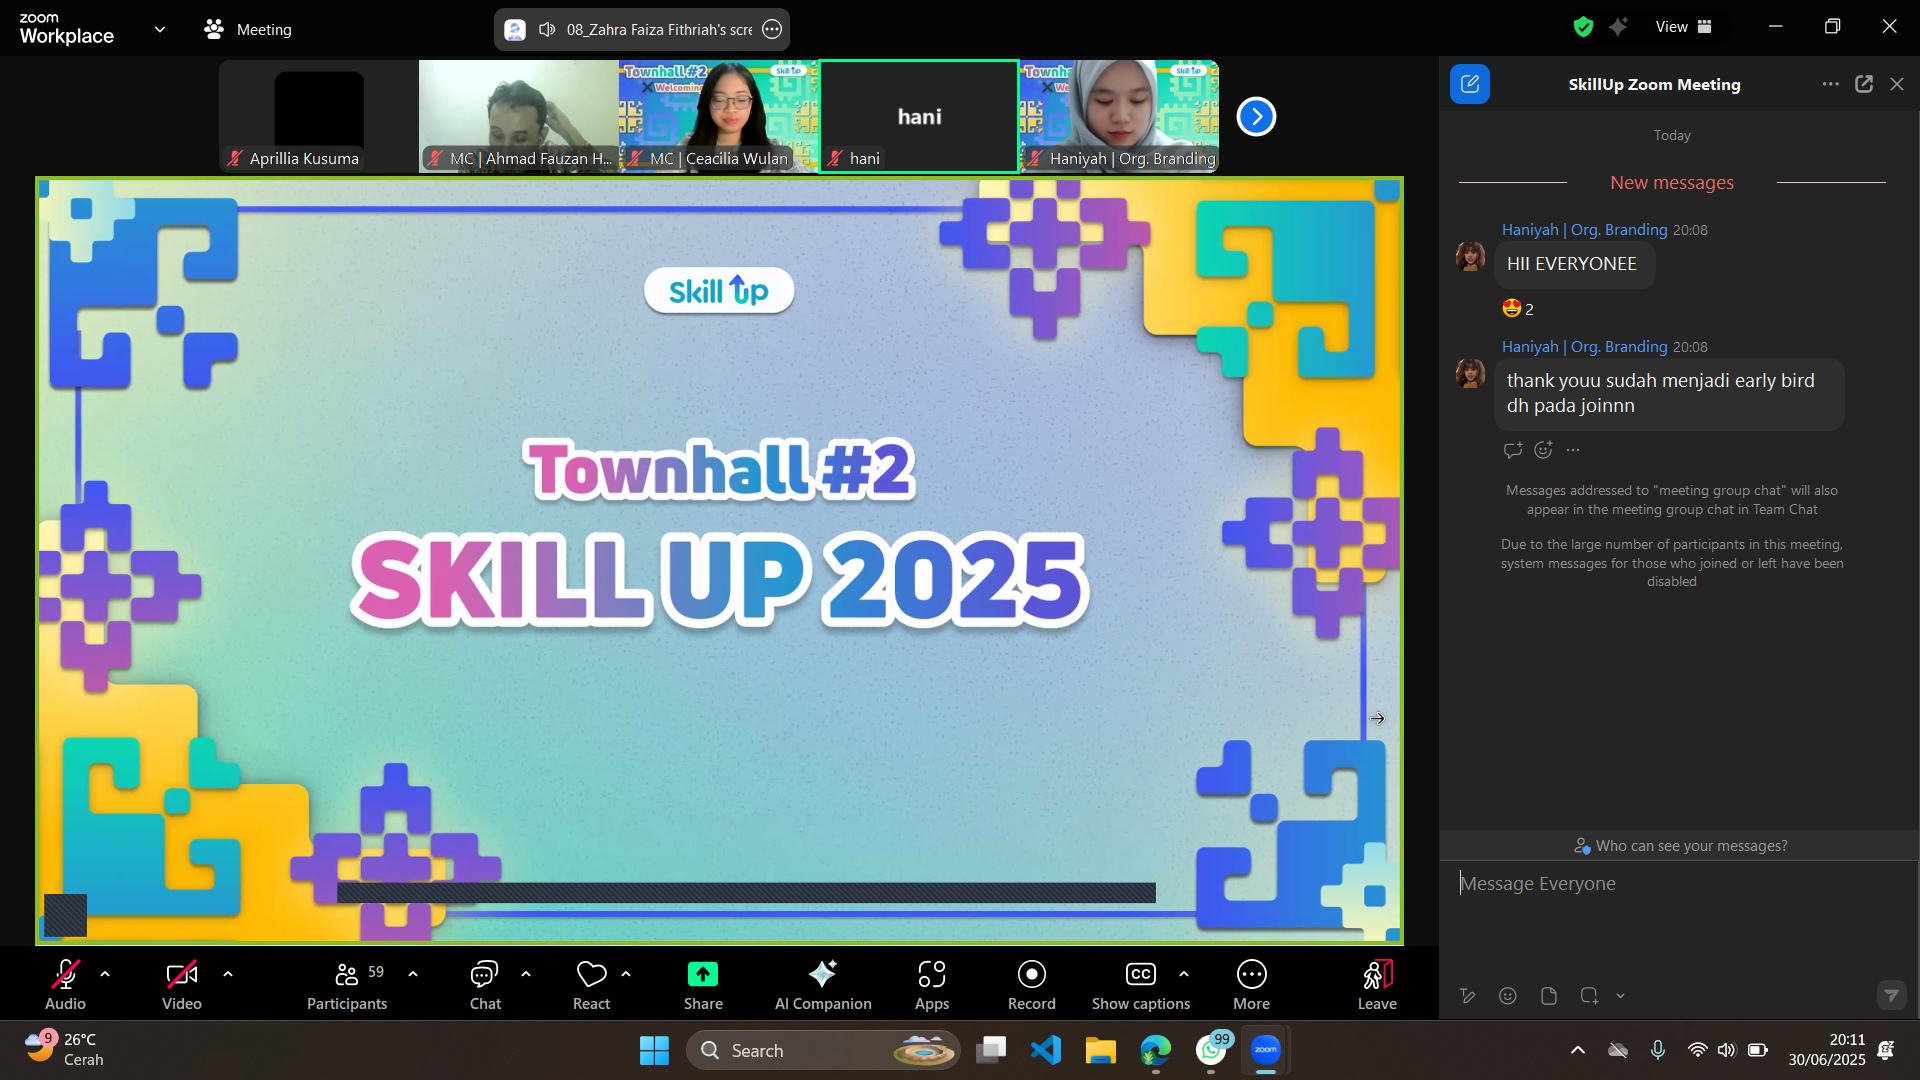 zoom
Workplace
Meeting
08_Zahra Faiza Fithriah's scre
View
Aprillia Kusuma
Townhall #2
Welcoming
Skill Up
MC | Ahmad Fauzan H...
MC | Ceacilia Wulan
hani
hani
Skill Up
Haniyah | Org. Branding
Skill Up
Townhall #2
SKILL UP 2025
SkillUp Zoom Meeting
Today
New messages
Haniyah | Org. Branding 20:08
HII EVERYONEE
2
Haniyah | Org. Branding 20:08
thank youu sudah menjadi early bird
dh pada joinnn
Messages addressed to "meeting group chat" will also
appear in the meeting group chat in Team Chat
Due to the large number of participants in this meeting,
system messages for those who joined or left have been
disabled
Who can see your messages?
Message Everyone
Audio
Video
59
Participants
Chat
React
Share
AI Companion
Apps
Record
CC
Show captions
More
Leave
9
26°C
Cerah
Search
99
zoom
20:11
30/06/2025